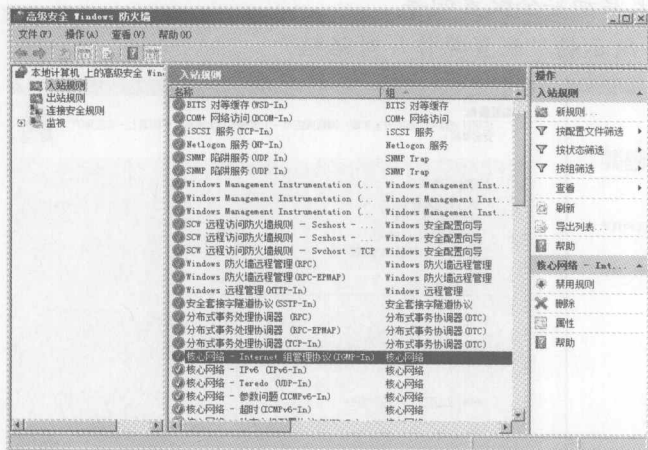 高级安全 Windows 防火墙
文件(F) 操作(A) 查看(V) 帮助(H)
本地计算机 上的高级安全 Win
入站规则
出站规则
连接安全规则
监视
入站规则
名称 组
BITS 对等缓存(WSD-In) BITS 对等缓存
COM+ 网络访问(DCOM-In) COM+ 网络访问
iSCSI 服务(TCP-In) iSCSI 服务
Netlogon 服务(NP-In) Netlogon 服务
SNMP 陷阱服务(UDP In) SNMP Trap
SNMP 陷阱服务(UDP In) SNMP Trap
Windows Management Instrumentation (... Windows Management Inst...
Windows Management Instrumentation (... Windows Management Inst...
Windows Management Instrumentation (... Windows Management Inst...
SCW 远程访问防火墙规则 - Scshost - ... Windows 安全配置向导
SCW 远程访问防火墙规则 - Scshost - ... Windows 安全配置向导
SCW 远程访问防火墙规则 - Svchost - TCP Windows 安全配置向导
Windows 防火墙远程管理(RPC) Windows 防火墙远程管理
Windows 防火墙远程管理(RPC-EPMAP) Windows 防火墙远程管理
Windows 远程管理(HTTP-In) Windows 远程管理
安全套接字隧道协议(SSTP-In) 安全套接字隧道协议
分布式事务处理协调器 (RPC) 分布式事务协调器(DTC)
分布式事务处理协调器 (RPC-EPMAP) 分布式事务协调器(DTC)
分布式事务协调器(TCP-In) 分布式事务协调器(DTC)
核心网络 - Internet 组管理协议(IGMP-In) 核心网络
核心网络 - IPv6 (IPv6-In) 核心网络
核心网络 - Teredo (UDP-In) 核心网络
核心网络 - 参数问题(ICMPv6-In) 核心网络
核心网络 - 超时(ICMPv6-In) 核心网络
操作
入站规则
新规则...
按配置文件筛选
按状态筛选
按组筛选
查看
刷新
导出列表...
帮助
核心网络 - Int...
禁用规则
删除
属性
帮助